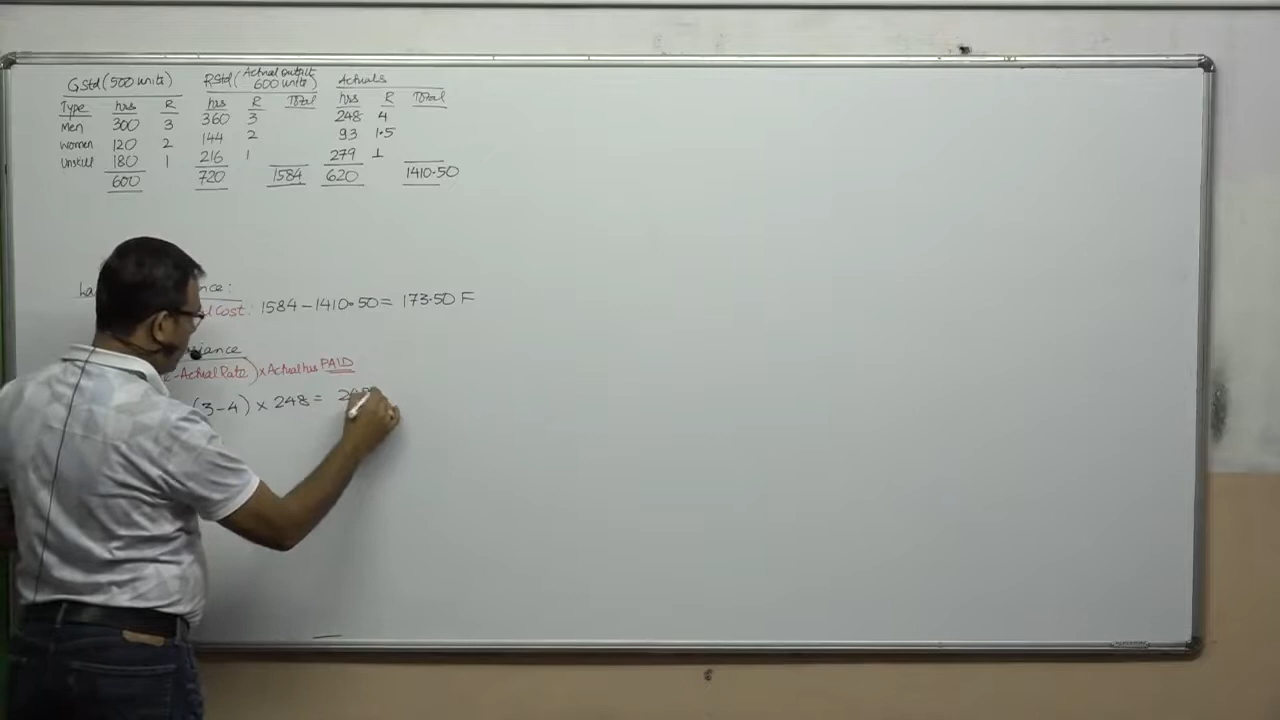 G Std (500 units) RStd (Actual output 600 units) Actuals
Type hrs R hrs R Total hrs R Total
Men 300 3 360 3 248 4
Women 120 2 144 2 93 1.5
Unskill 180 1 216 1 279 1
600 720 1584 620 1410.50
nce:
Cost: 1584 - 1410.50 = 173.50 F
iance
- Actual Rate) x Actual hrs PAID
(3-4) x 248 =